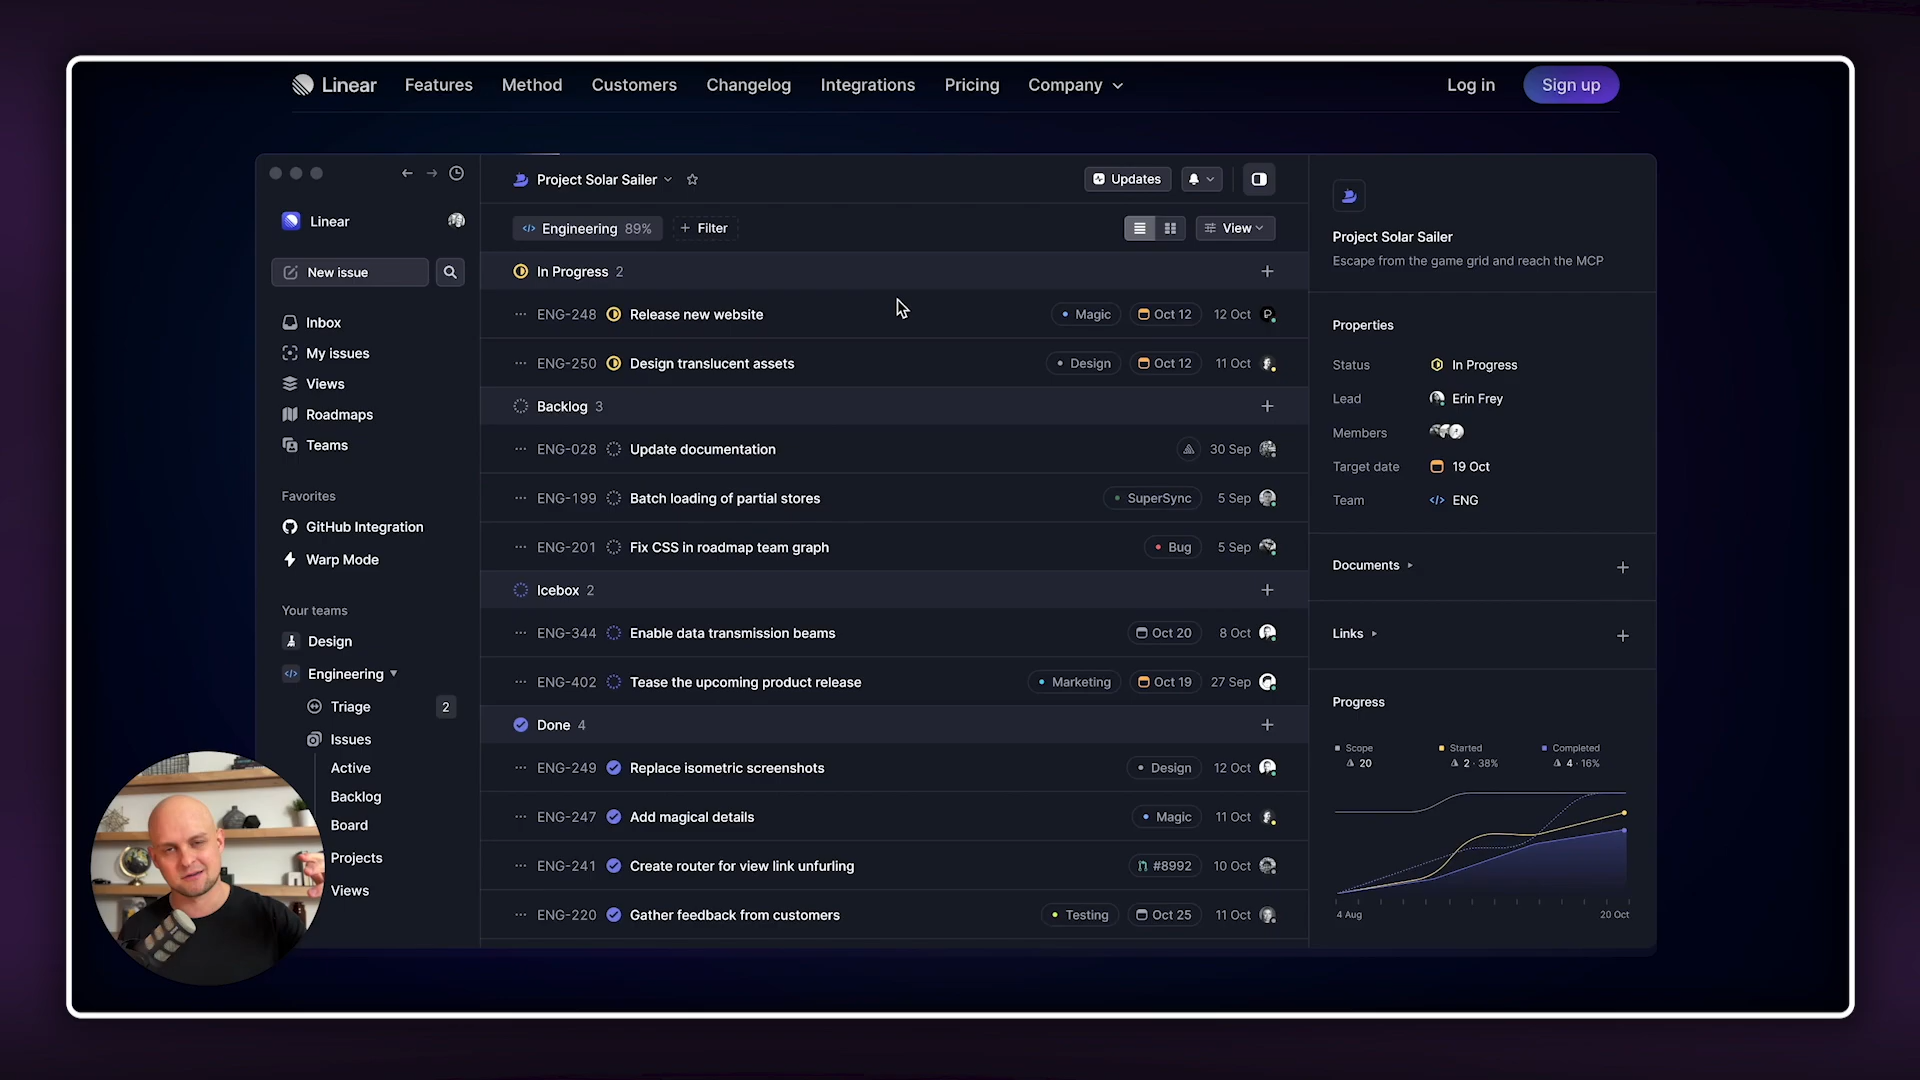 Linear Features Method Customers Changelog Integrations Pricing Company Log in Sign up
Linear
New issue
Inbox
My issues
Views
Roadmaps
Teams
Favorites
GitHub Integration
Warp Mode
Your teams
Design
Engineering
Triage 2
Issues
Active
Backlog
Board
Projects
Views
Project Solar Sailer Updates
Engineering 89% Filter View
In Progress 2
ENG-248 Release new website Magic Oct 12 12 Oct
ENG-250 Design translucent assets Design Oct 12 11 Oct
Backlog 3
ENG-028 Update documentation 30 Sep
ENG-199 Batch loading of partial stores SuperSync 5 Sep
ENG-201 Fix CSS in roadmap team graph Bug 5 Sep
Icebox 2
ENG-344 Enable data transmission beams Oct 20 8 Oct
ENG-402 Tease the upcoming product release Marketing Oct 19 27 Sep
Done 4
ENG-249 Replace isometric screenshots Design 12 Oct
ENG-247 Add magical details Magic 11 Oct
ENG-241 Create router for view link unfurling #8992 10 Oct
ENG-220 Gather feedback from customers Testing Oct 25 11 Oct
Project Solar Sailer
Escape from the game grid and reach the MCP
Properties
Status In Progress
Lead Erin Frey
Members
Target date 19 Oct
Team ENG
Documents
Links
Progress
Scope Started Completed
20 2 · 38% 4 · 16%
4 Aug 20 Oct